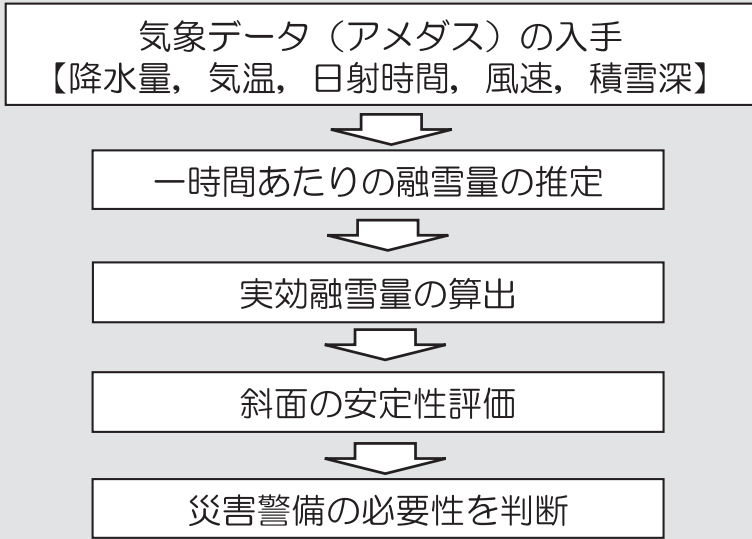 気象データ（アメダス）の入手
【降水量，気温，日射時間，風速，積雪深】
一時間あたりの融雪量の推定
実効融雪量の算出
斜面の安定性評価
災害警備の必要性を判断